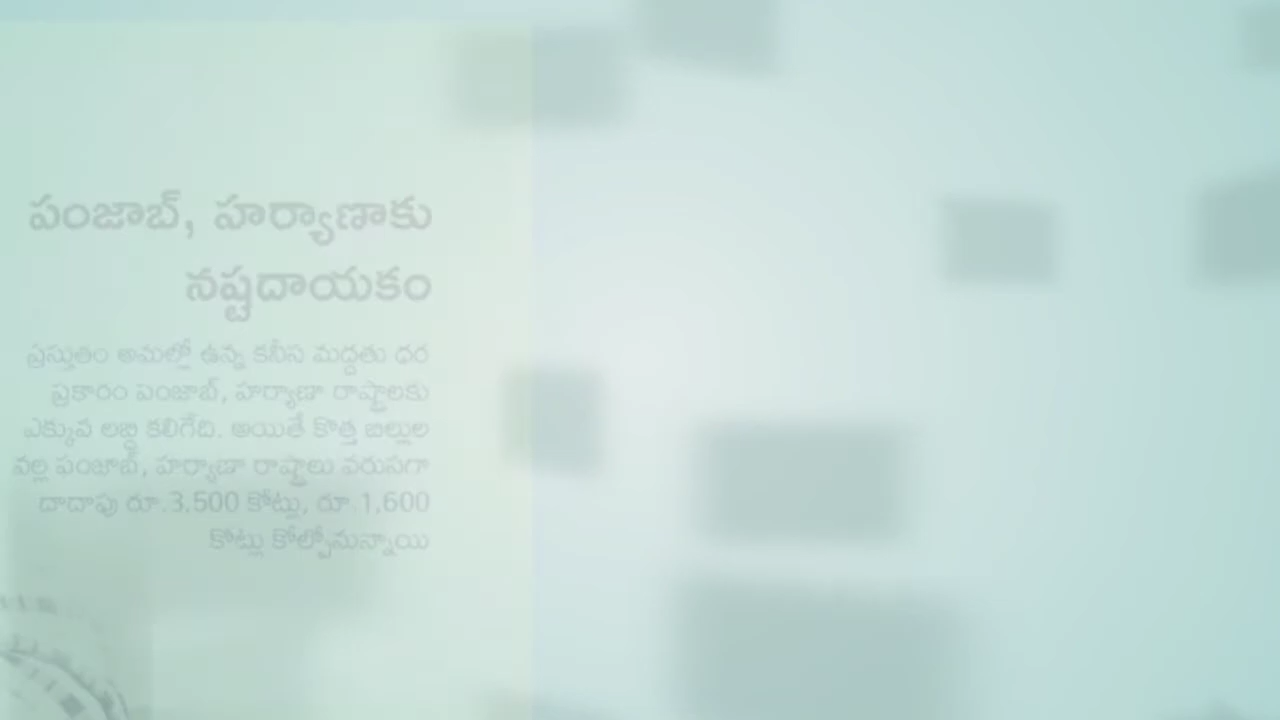 పంజాబ్, హర్యాణాకు
నష్టదాయకం
ప్రస్తుతం అమల్లో ఉన్న కనీస మద్దతు ధర
ప్రకారం పంజాబ్, హర్యాణా రాష్ట్రాలకు
ఎక్కువ లబ్ధి కలిగేది. అయితే కొత్త బిల్లుల
వల్ల పంజాబ్, హర్యాణా రాష్ట్రాలు వరుసగా
దాదాపు రూ.3,500 కోట్లు, రూ.1,600
కోట్లు కోల్పోనున్నాయి